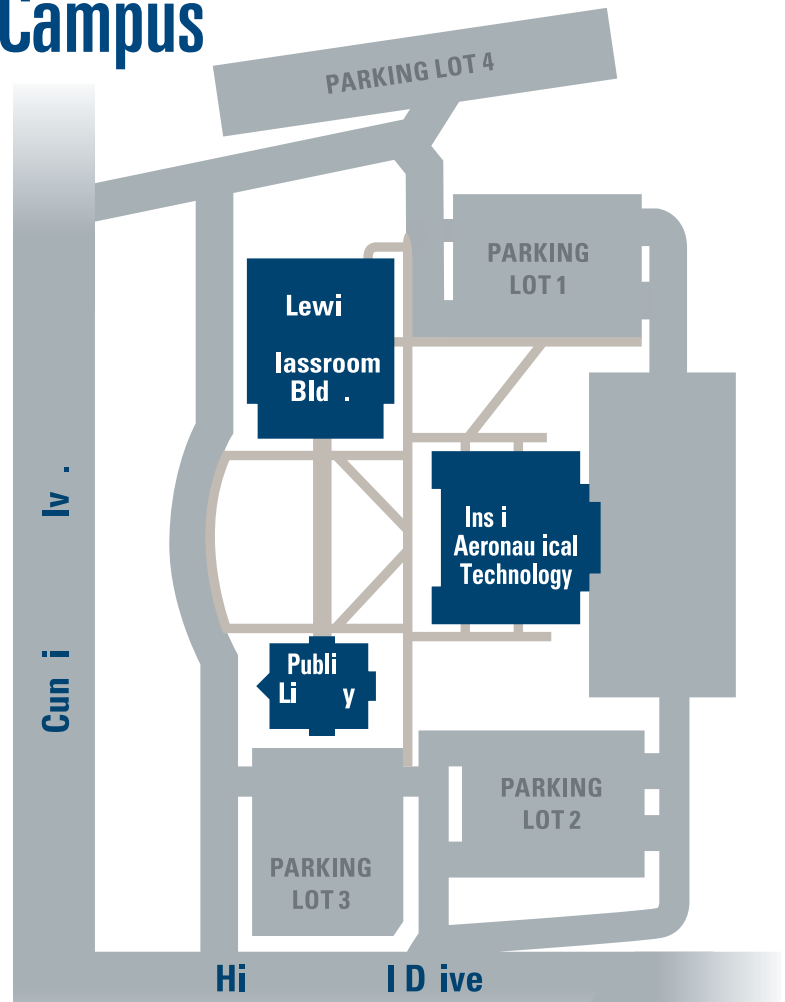 Campus
PARKING LOT 4
PARKING
LOT 1
Lewi
lassroom
Bld .
Ins i
Aeronau ical
Technology
Publi
Li y
Cun i lv .
PARKING
LOT 2
PARKING
LOT 3
Hi l D ive